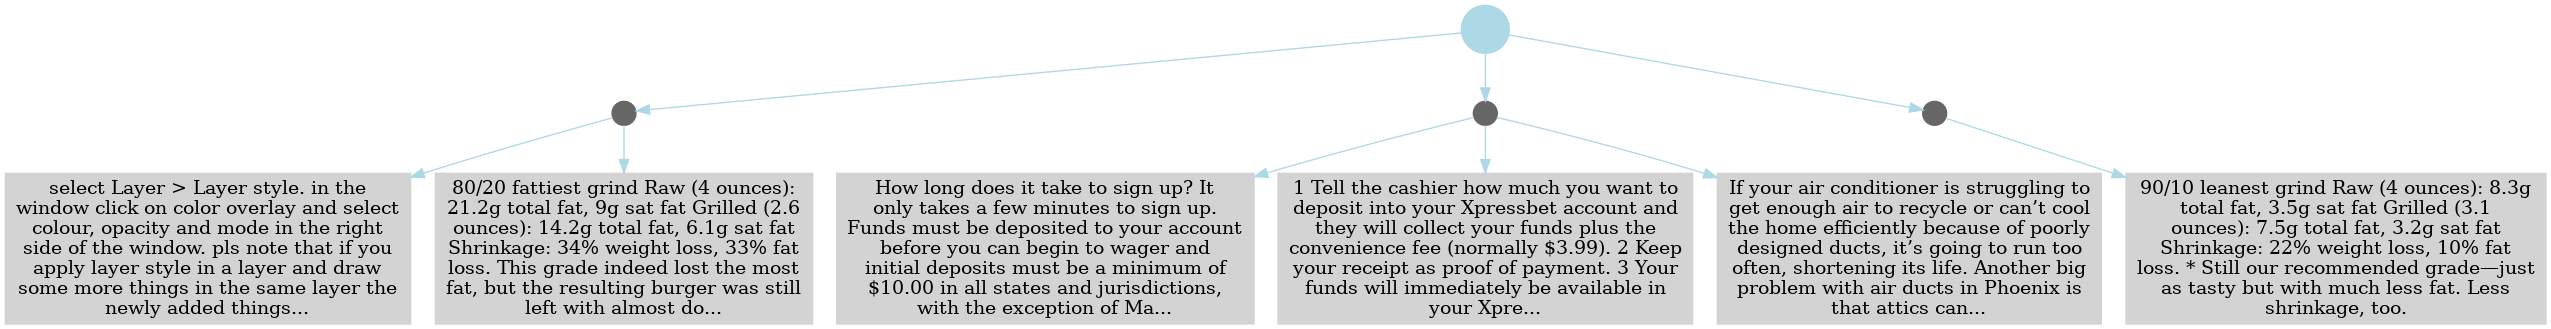 select Layer > Layer style. in the
window click on color overlay and select
colour, opacity and mode in the right
side of the window. pls note that if you
apply layer style in a layer and draw
some more things in the same layer the
newly added things...
80/20 fattiest grind Raw (4 ounces):
21.2g total fat, 9g sat fat Grilled (2.6
ounces): 14.2g total fat, 6.1g sat fat
Shrinkage: 34% weight loss, 33% fat
loss. This grade indeed lost the most
fat, but the resulting burger was still
left with almost do...
How long does it take to sign up? It
only takes a few minutes to sign up.
Funds must be deposited to your account
before you can begin to wager and
initial deposits must be a minimum of
$10.00 in all states and jurisdictions,
with the exception of Ma...
1 Tell the cashier how much you want to
deposit into your Xpressbet account and
they will collect your funds plus the
convenience fee (normally $3.99). 2 Keep
your receipt as proof of payment. 3 Your
funds will immediately be available in
your Xpre...
If your air conditioner is struggling to
get enough air to recycle or can’t cool
the home efficiently because of poorly
designed ducts, it’s going to run too
often, shortening its life. Another big
problem with air ducts in Phoenix is
that attics can...
90/10 leanest grind Raw (4 ounces): 8.3g
total fat, 3.5g sat fat Grilled (3.1
ounces): 7.5g total fat, 3.2g sat fat
Shrinkage: 22% weight loss, 10% fat
loss. * Still our recommended grade—just
as tasty but with much less fat. Less
shrinkage, too.